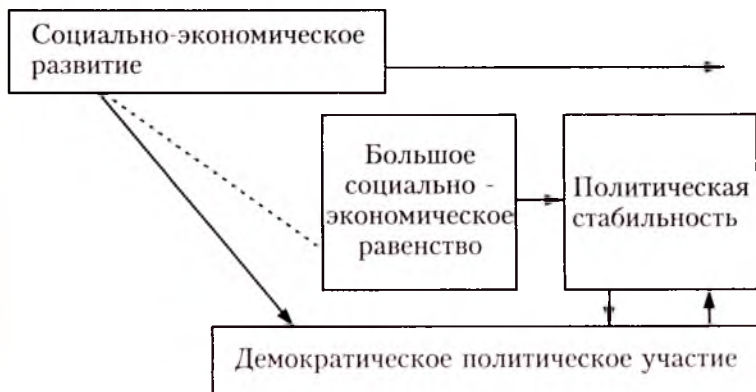 Социально-экономическое
развитие
Большое
социально -
экономическое
равенство
Политическая
стабильность
Демократическое политическое участие